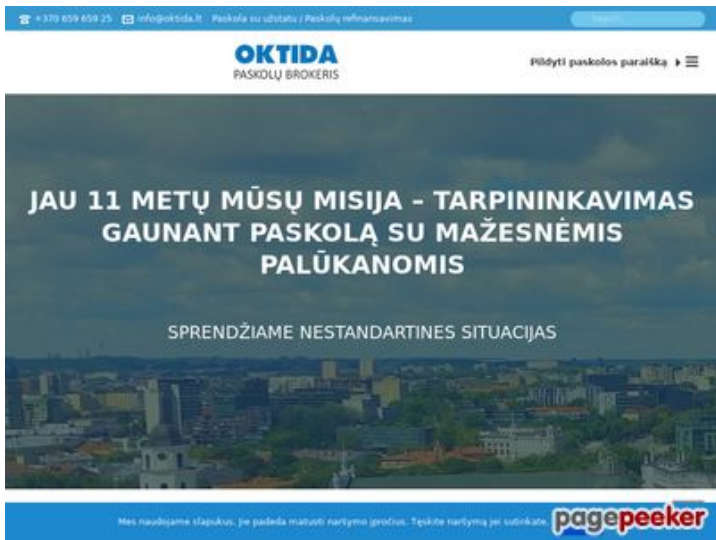 +370 659 659 25 info@oktida.lt Paskola su užstatu / Paskolų refinansavimas Search...
OKTIDA
PASKOLŲ BROKERIS
Pildyti paskolos paraišką
JAU 11 METŲ MŪSŲ MISIJA – TARPININKAVIMAS
GAUNANT PASKOLĄ SU MAŽESNĖMIS
PALŪKANOMIS
SPRENDŽIAME NESTANDARTINES SITUACIJAS
Mes naudojame slapukus. Jie padeda matuoti naršymo įpročius. Tęskite naršymą jei sutinkate.
pagepeeker